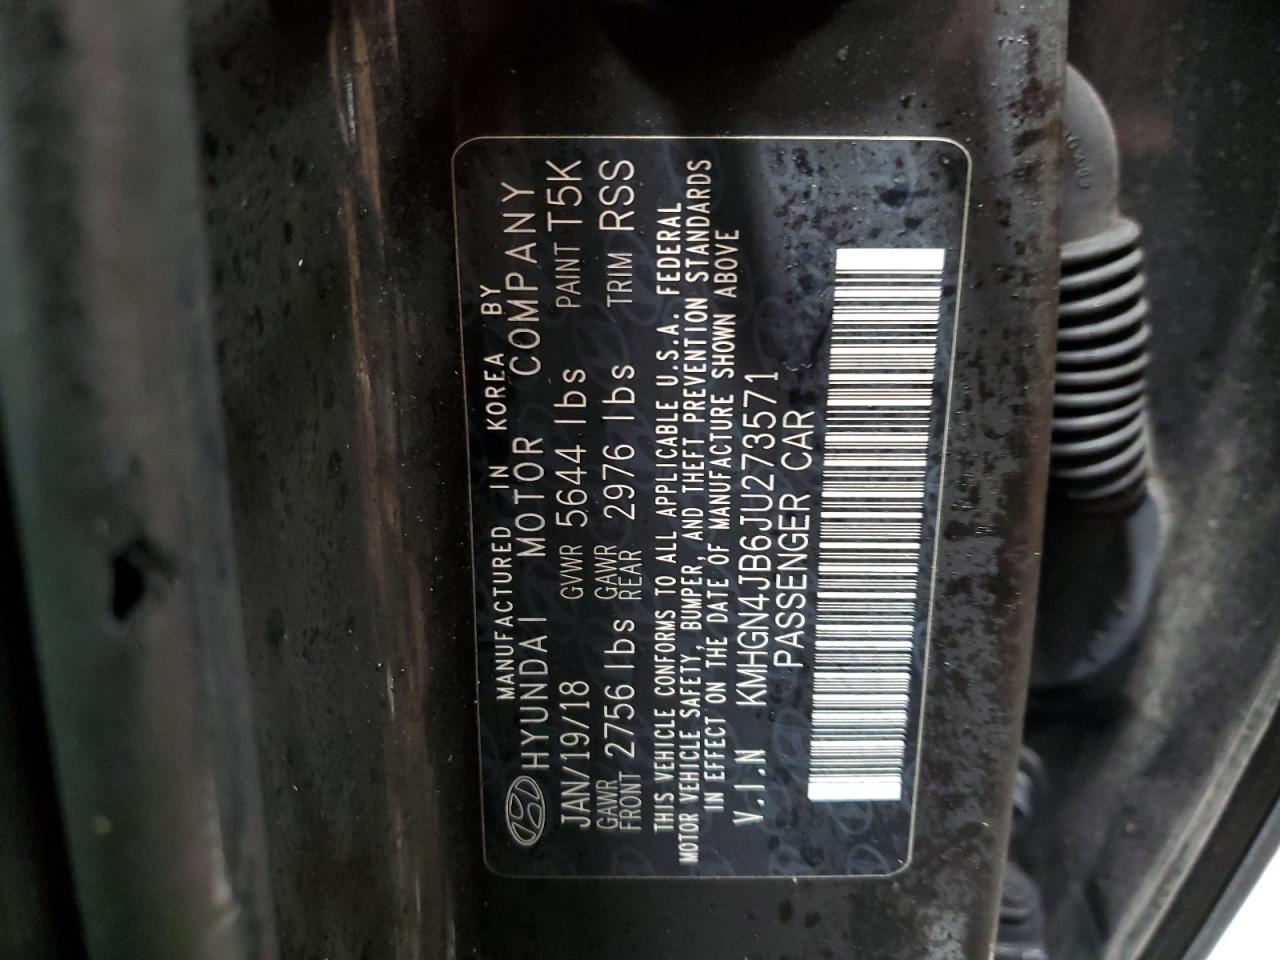 MANUFACTURED IN KOREA BY
HYUNDAI MOTOR COMPANY
JAN/19/18 GVWR 5644 lbs PAINT T5K
GAWR FRONT 2756 lbs GAWR REAR 2976 lbs TRIM RSS
THIS VEHICLE CONFORMS TO ALL APPLICABLE U.S.A. FEDERAL
MOTOR VEHICLE SAFETY, BUMPER, AND THEFT PREVENTION STANDARDS
IN EFFECT ON THE DATE OF MANUFACTURE SHOWN ABOVE
V.I.N KMHGN4JB6JU273571
PASSENGER CAR